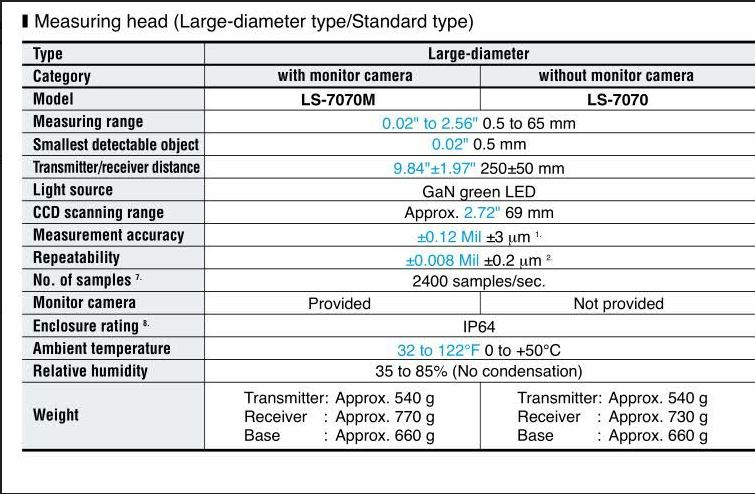 Measuring head (Large-diameter type/Standard type)
Type Large-diameter
Category with monitor camera without monitor camera
Model LS-7070M LS-7070
Measuring range 0.02" to 2.56" 0.5 to 65 mm
Smallest detectable object 0.02" 0.5 mm
Transmitter/receiver distance 9.84"±1.97" 250±50 mm
Light source GaN green LED
CCD scanning range Approx. 2.72" 69 mm
Measurement accuracy ±0.12 Mil ±3 µm 1.
Repeatability ±0.008 Mil ±0.2 µm 2.
No. of samples 7. 2400 samples/sec.
Monitor camera Provided Not provided
Enclosure rating 8. IP64
Ambient temperature 32 to 122°F 0 to +50°C
Relative humidity 35 to 85% (No condensation)
Weight
Transmitter: Approx. 540 g Transmitter: Approx. 540 g
Receiver : Approx. 770 g Receiver : Approx. 730 g
Base : Approx. 660 g Base : Approx. 660 g